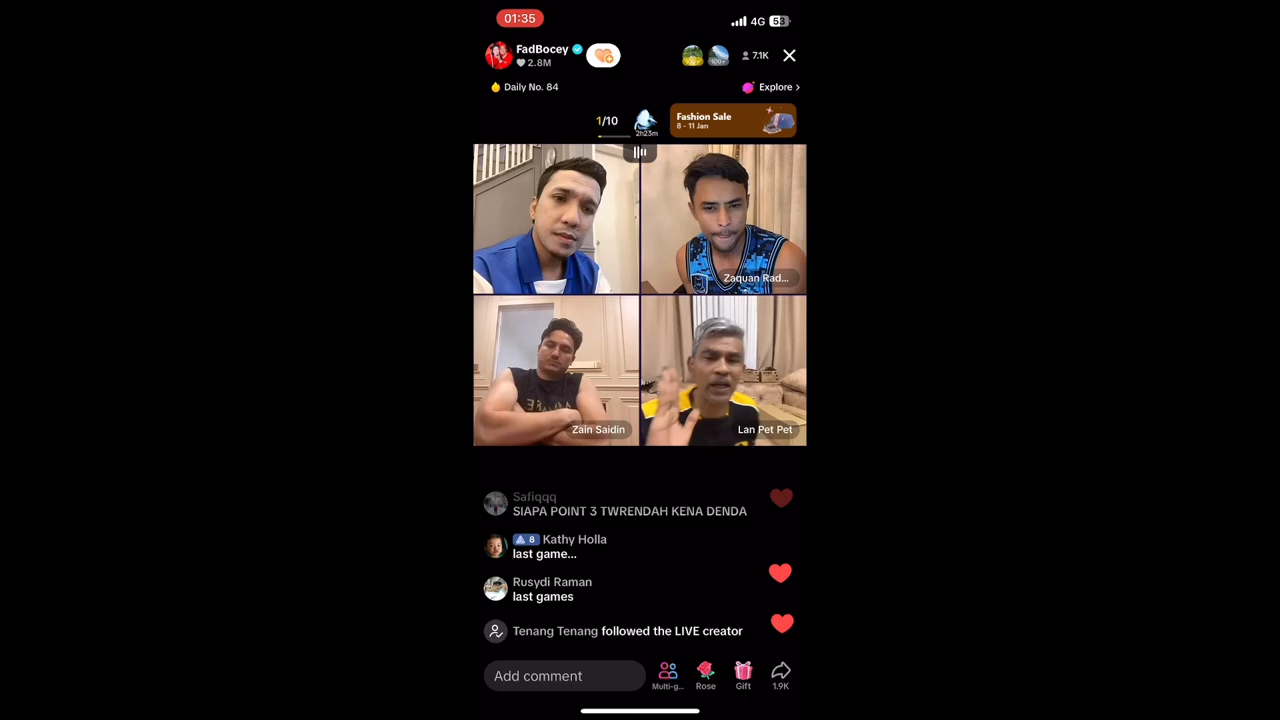 01:35
4G 53
FadBocey
2.8M
7.1K
Daily No. 84
Explore >
1/10
2h23m
Fashion Sale
8 - 11 Jan
Zaquan Rad...
Zain Saidin
Lan Pet Pet
Safiqqq
SIAPA POINT 3 TWRENDAH KENA DENDA
8 Kathy Holla
last game...
Rusydi Raman
last games
Tenang Tenang followed the LIVE creator
Add comment
Multi-g...
Rose
Gift
1.9K